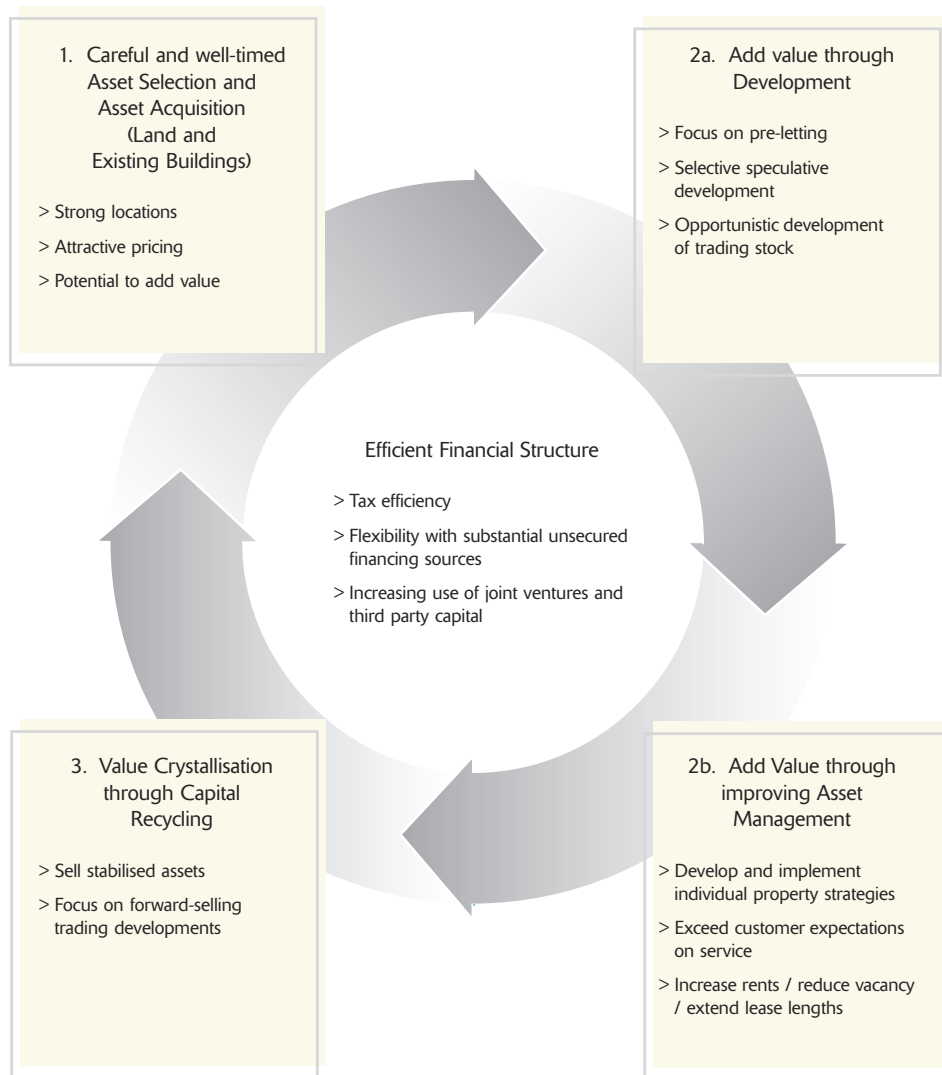 1. Careful and well-timed
Asset Selection and
Asset Acquisition
(Land and
Existing Buildings)
> Strong locations
> Attractive pricing
> Potential to add value
2a. Add value through
Development
> Focus on pre-letting
> Selective speculative
development
> Opportunistic development
of trading stock
Efficient Financial Structure
> Tax efficiency
> Flexibility with substantial unsecured
financing sources
> Increasing use of joint ventures and
third party capital
3. Value Crystallisation
through Capital
Recycling
> Sell stabilised assets
> Focus on forward-selling
trading developments
2b. Add Value through
improving Asset
Management
> Develop and implement
individual property strategies
> Exceed customer expectations
on service
> Increase rents / reduce vacancy
/ extend lease lengths